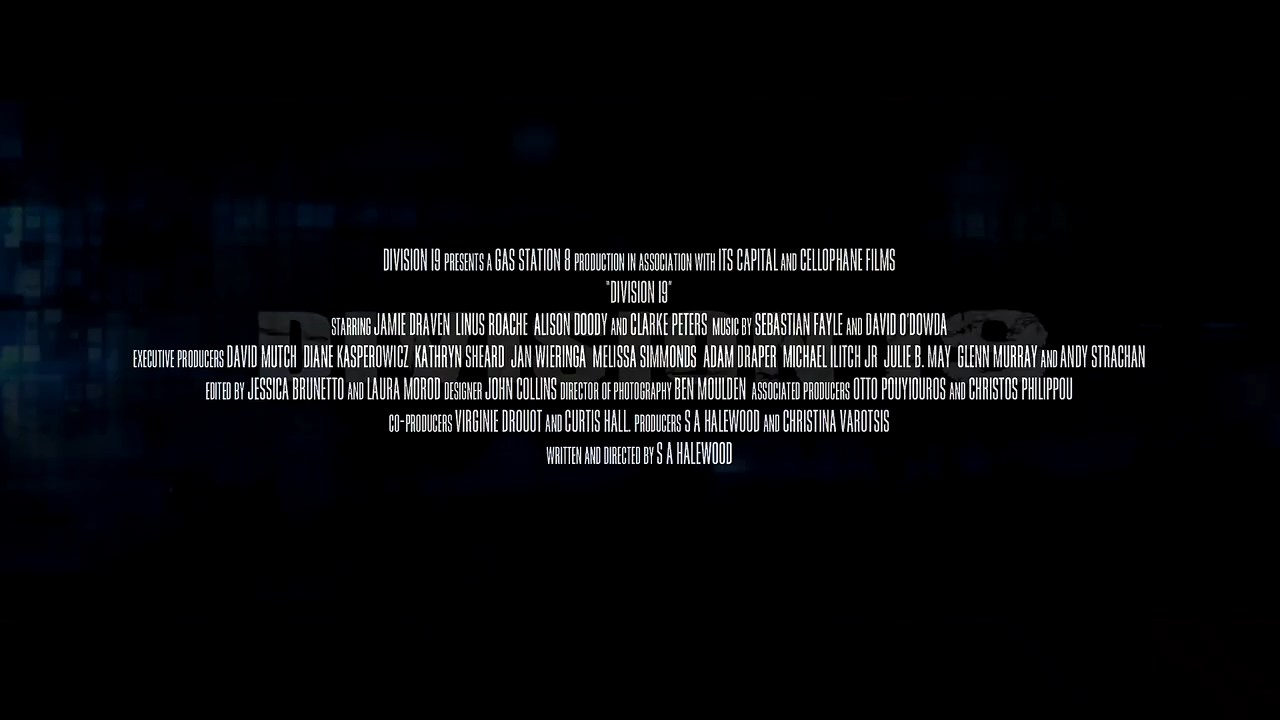 DIVISION 19 PRESENTS A GAS STATION 8 PRODUCTION IN ASSOCIATION WITH ITS CAPITAL AND CELLOPHANE FILMS
"DIVISION 19"
STARRING JAMIE DRAVEN LINUS ROACHE ALISON DOODY AND CLARKE PETERS MUSIC BY SEBASTIAN FAYLE AND DAVID O'DOWDA
EXECUTIVE PRODUCERS DAVID MUTCH DIANE KASPEROWICZ KATHRYN SHEARD JAN WIERINGA MELISSA SIMMONDS ADAM DRAPER MICHAEL ILITCH JR JULIE B. MAY GLENN MURRAY AND ANDY STRACHAN
EDITED BY JESSICA BRUNETTO AND LAURA MOROD DESIGNER JOHN COLLINS DIRECTOR OF PHOTOGRAPHY BEN MOULDEN ASSOCIATED PRODUCERS OTTO POUYIOUROS AND CHRISTOS PHILIPPOU
CO-PRODUCERS VIRGINIE DROUOT AND CURTIS HALL. PRODUCERS S A HALEWOOD AND CHRISTINA VAROTSIS
WRITTEN AND DIRECTED BY S A HALEWOOD
DIVISION 19